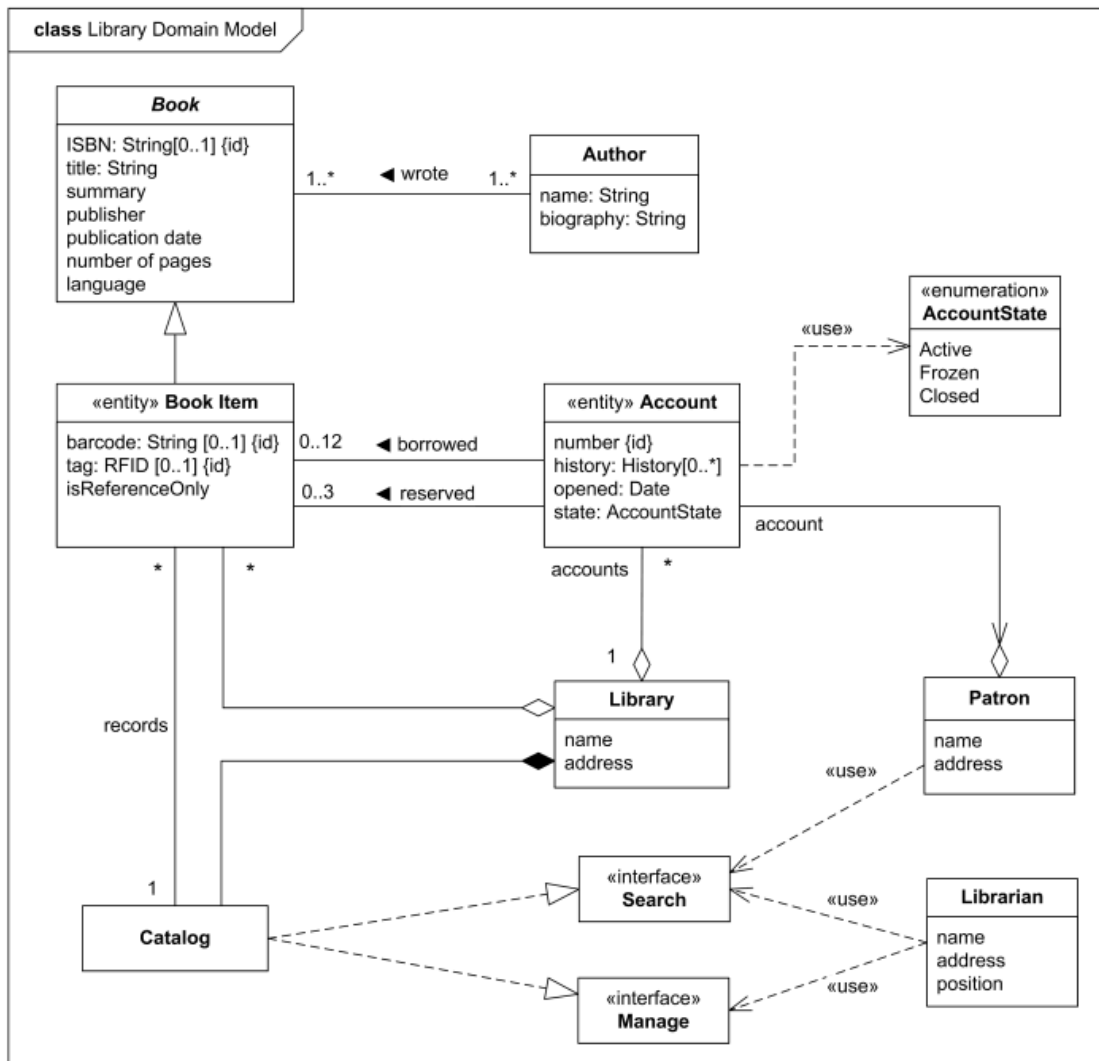 class Library Domain Model
Book
ISBN: String[0..1] {id}
title: String
summary
publisher
publication date
number of pages
language
1..*
◄ wrote
1..*
Author
name: String
biography: String
«enumeration»
AccountState
Active
Frozen
Closed
«use»
«entity» Book Item
barcode: String [0..1] {id}
tag: RFID [0..1] {id}
isReferenceOnly
0..12
◄ borrowed
0..3
◄ reserved
«entity» Account
number {id}
history: History[0..*]
opened: Date
state: AccountState
account
*
*
accounts
*
1
Library
name
address
Patron
name
address
records
«use»
1
Catalog
«interface»
Search
«use»
Librarian
name
address
position
«interface»
Manage
«use»